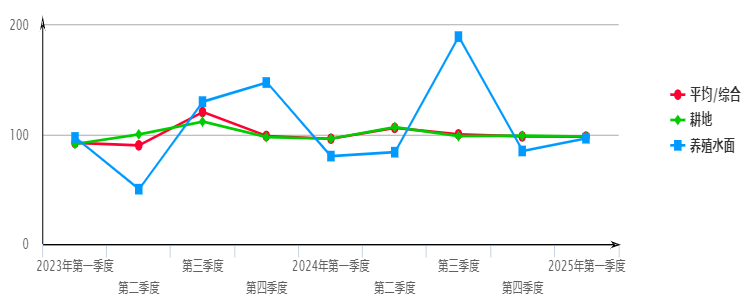 200
100
0
2023年第一季度
第二季度
第三季度
第四季度
2024年第一季度
第二季度
第三季度
第四季度
2025年第一季度
平均/综合
耕地
养殖水面